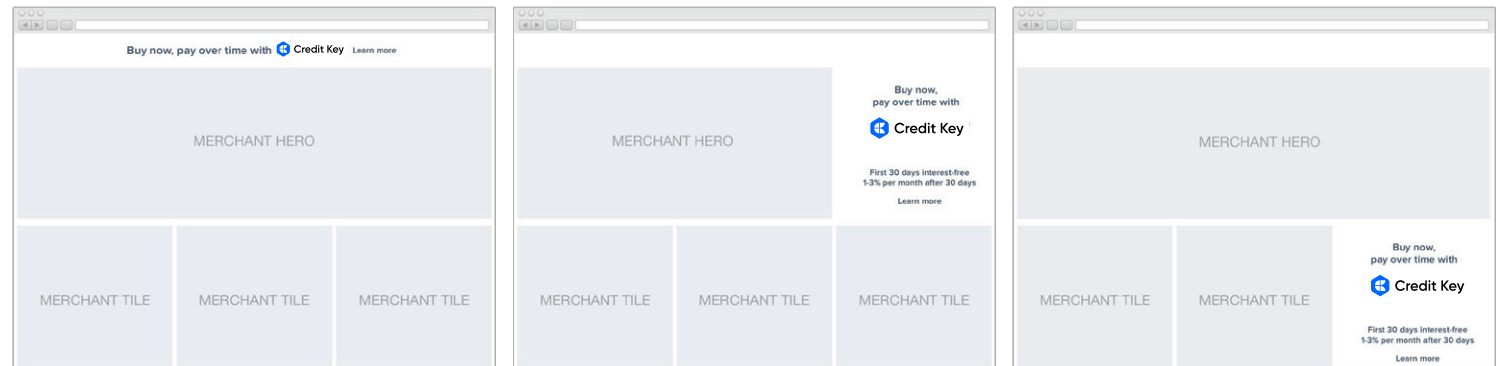 Buy now, pay over time with Credit Key Learn more
MERCHANT HERO
MERCHANT TILE MERCHANT TILE MERCHANT TILE
MERCHANT HERO
Buy now,
pay over time with
Credit Key
First 30 days interest-free
1-3% per month after 30 days
Learn more
MERCHANT TILE MERCHANT TILE MERCHANT TILE
MERCHANT HERO
MERCHANT TILE MERCHANT TILE
Buy now,
pay over time with
Credit Key
First 30 days interest-free
1-3% per month after 30 days
Learn more